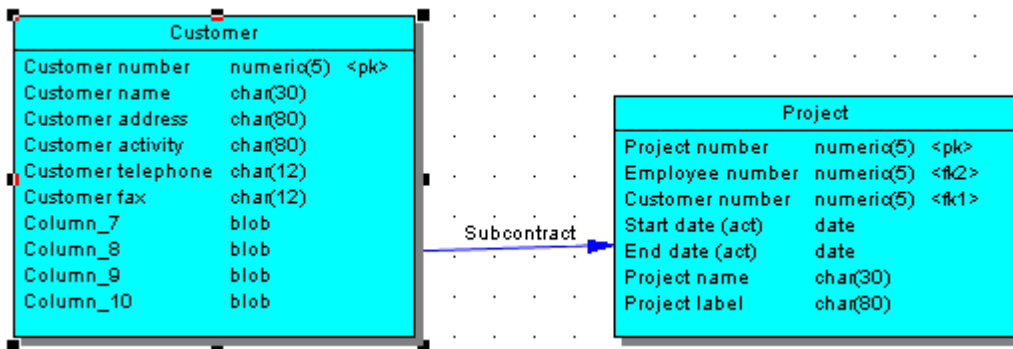 Customer
Customer number numeric(5) <pk>
Customer name char(30)
Customer address char(80)
Customer activity char(80)
Customer telephone char(12)
Customer fax char(12)
Column_7 blob
Column_8 blob
Column_9 blob
Column_10 blob
Subcontract
Project
Project number numeric(5) <pk>
Employee number numeric(5) <fk2>
Customer number numeric(5) <fk1>
Start date (act) date
End date (act) date
Project name char(30)
Project label char(80)